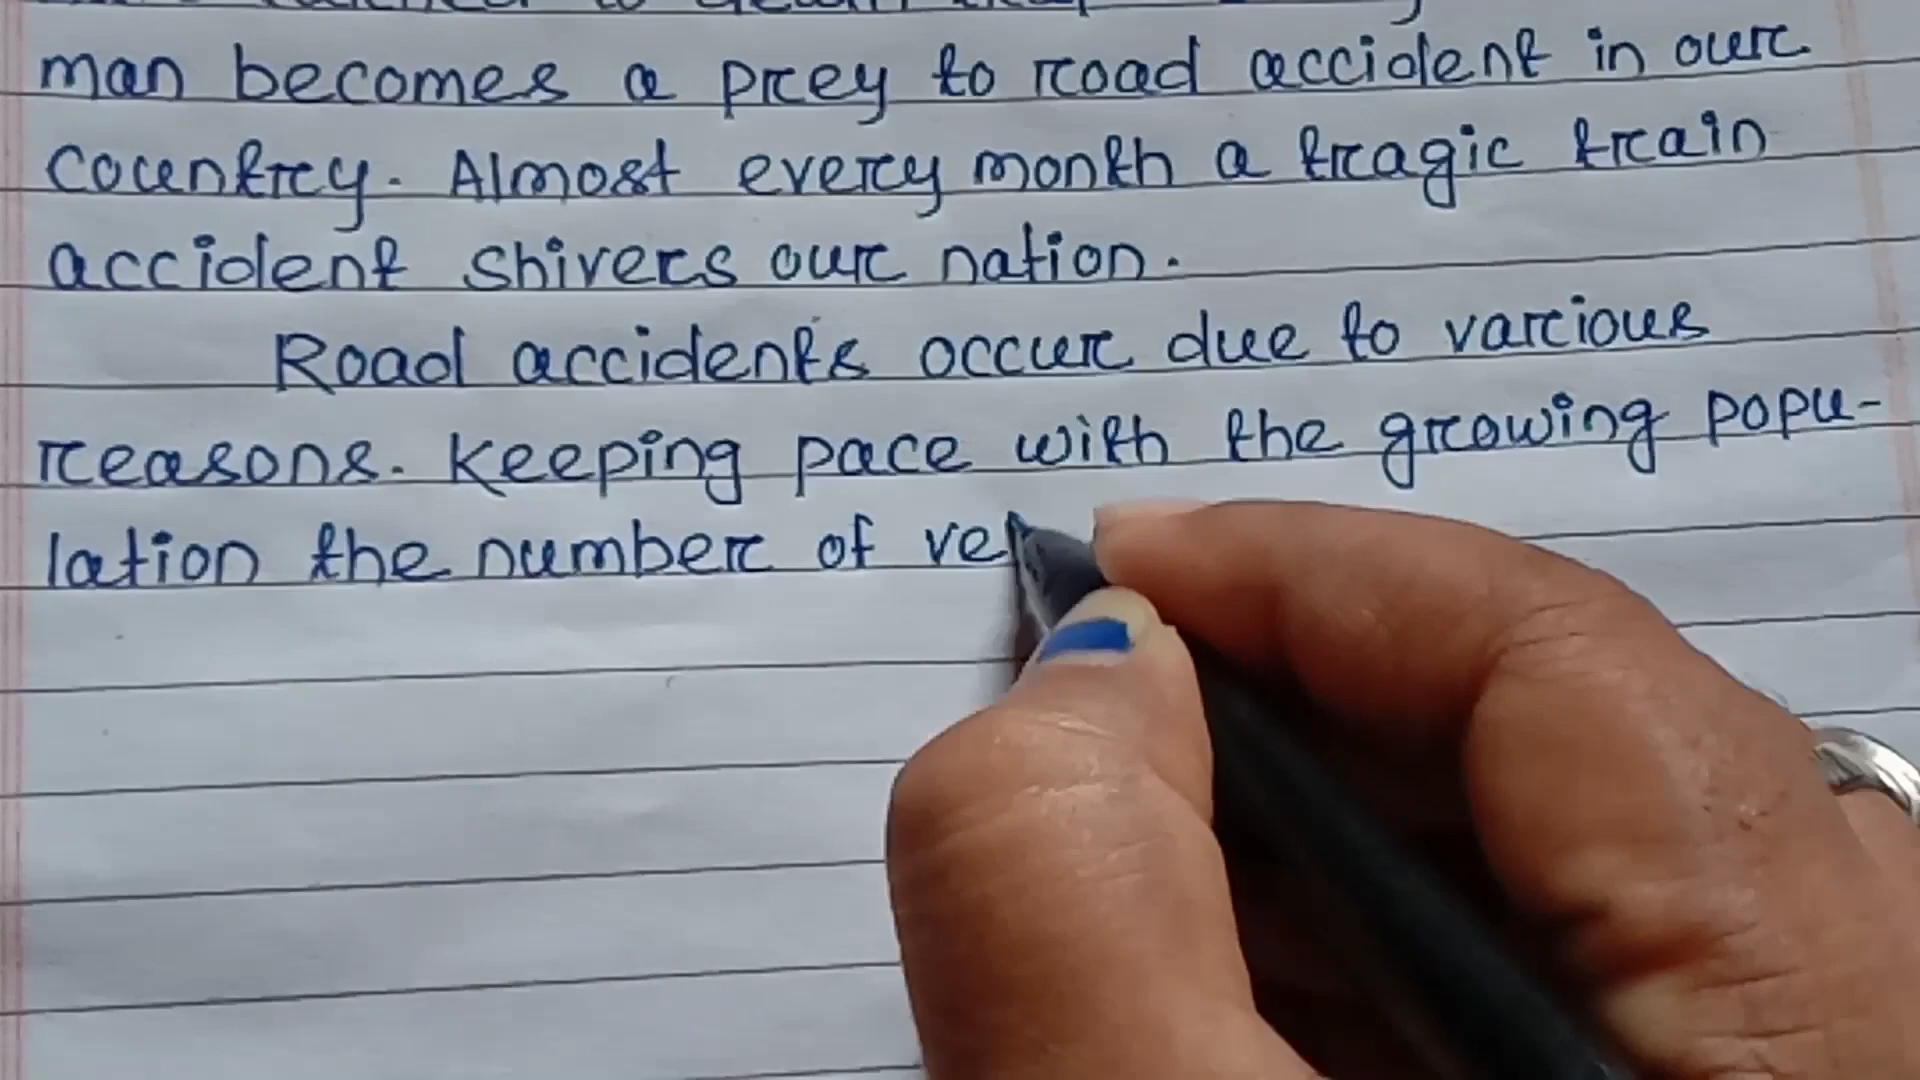 man becomes a prey to road accident in our
country. Almost every month a tragic train
accident shivers our nation.
Road accidents occur due to various
reasons. Keeping pace with the growing popu-
lation the number of ve